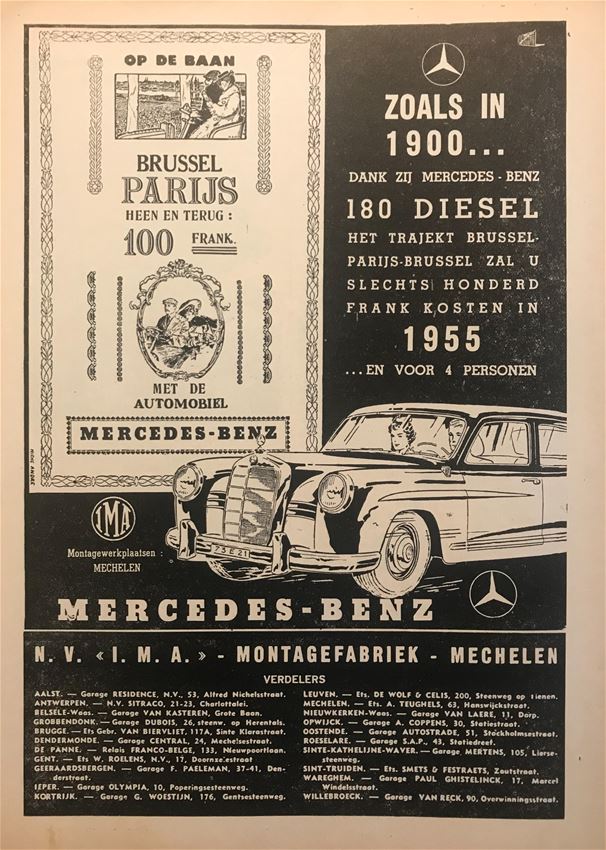 OP DE BAAN
BRUSSEL
PARIJS
HEEN EN TERUG :
100 FRANK.
MET DE
AUTOMOBIEL
MERCEDES-BENZ
ZOALS IN
1900...
DANK ZIJ MERCEDES - BENZ
180 DIESEL
HET TRAJEKT BRUSSEL-
PARIJS-BRUSSEL ZAL U
SLECHTS HONDERD
FRANK KOSTEN IN
1955
...EN VOOR 4 PERSONEN
IMA
Montagewerkplaatsen :
MECHELEN
73 E 21
MERCEDES-BENZ
N. V. « I. M. A. » - MONTAGEFABRIEK - MECHELEN
VERDELERS
AALST. — Garage RESIDENCE, N.V., 53, Alfred Nichelsstraat.
ANTWERPEN. — N.V. SITRACO, 21-23, Charlottalei.
BELSELE-Waas. — Garage VAN KASTEREN, Grote Baan.
GROBBENDONK. — Garage DUBOIS, 26, steenw. op Herentals.
BRUGGE. — Ets Gebr. VAN BIERVLIET, 117A, Sinte Klarastraat.
DENDERMONDE. — Garage CENTRAL, 24, Mechelsestraat.
DE PANNE. — Relais FRANCO-BELGE, 133, Nieuwpoortlaan.
GENT. — Ets W. ROELENS, N.V., 17, Doornzelestraat
GEERAARDSBERGEN. — Garage F. PAELEMAN, 37-41, Den-
derstraat.
IEPER. — Garage OLYMPIA, 10, Poperingsesteenweg.
KORTRIJK. — Garage G. WOESTIJN, 176, Gentsesteenweg.
LEUVEN. — Ets. DE WOLF & CELIS, 200, Steenweg op Tienen.
MECHELEN. — Ets. A. TEUGHELS, 63, Hanswijckstraat.
NIEUWKERKEN-Waas. — Garage VAN LAERE, 11, Dorp.
OPWIJCK. — Garage A. COPPENS, 30, Statiestraat.
OOSTENDE. — Garage AUTOSTRADE, 51, Stockholmsestraat.
ROESELARE. — Garage S.A.P., 43, Statiedreef.
SINTE-KATHELIJNE-WAVER. — Garage MERTENS, 105, Lierse-
steenweg.
SINT-TRUIDEN. — Ets. SMETS & FESTRAETS, Zoutstraat.
WAREGHEM. — Garage PAUL GHISTELINCK, 17, Marcel
Windelsstraat.
WILLEBROECK. — Garage VAN RECK, 90, Overwinningsstraat.